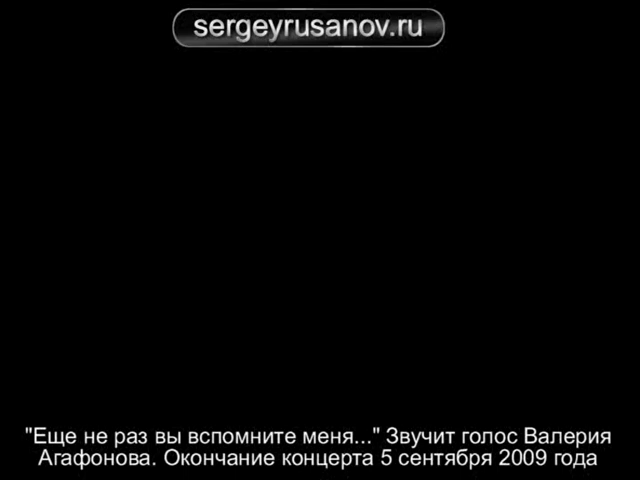 sergeyrusanov.ru
"Еще не раз вы вспомните меня..." Звучит голос Валерия
Агафонова. Окончание концерта 5 сентября 2009 года